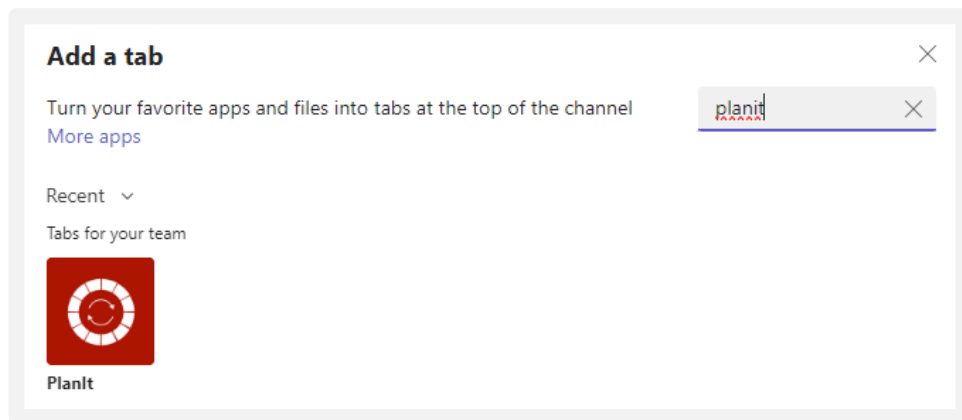 Add a tab
Turn your favorite apps and files into tabs at the top of the channel
More apps
planit
Recent
Tabs for your team
PlanIt